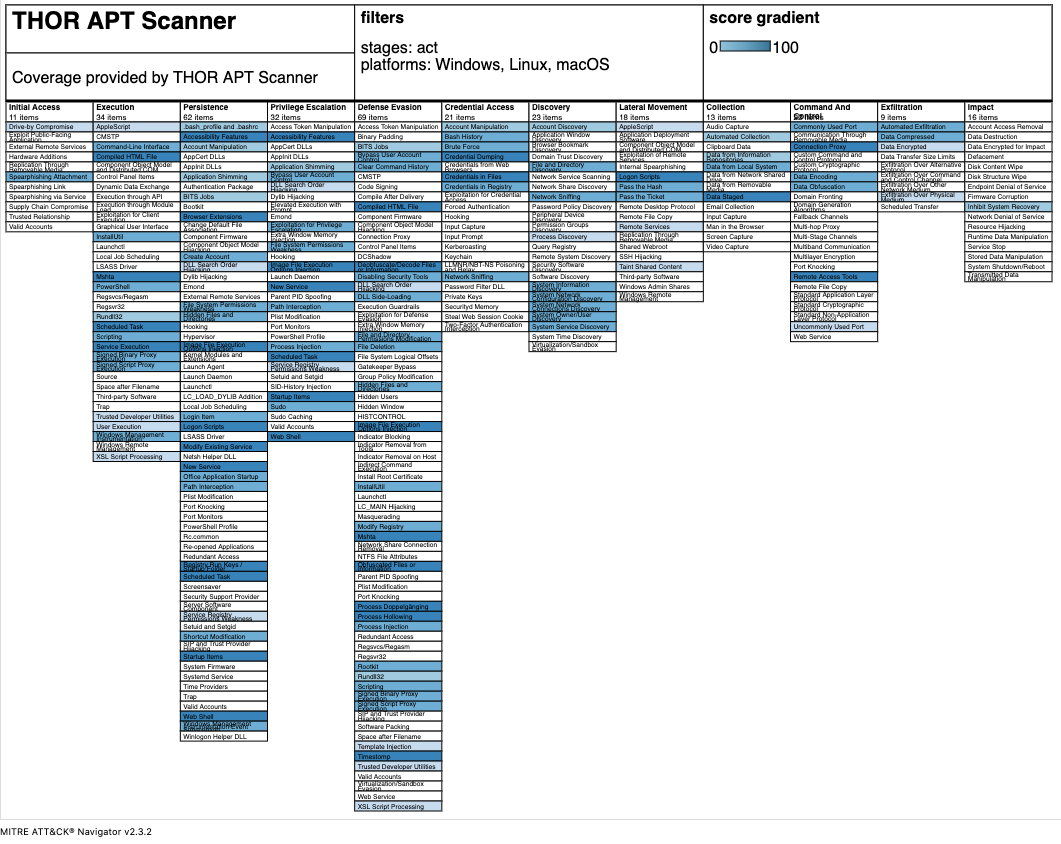 THOR APT Scanner
Coverage provided by THOR APT Scanner
filters
stages: act
platforms: Windows, Linux, macOS
score gradient
0 100
Initial Access
11 items
Drive-by Compromise
Exploit Public-Facing
Application
External Remote Services
Hardware Additions
Replication Through
Removable Media
Spearphishing Attachment
Spearphishing Link
Spearphishing via Service
Supply Chain Compromise
Trusted Relationship
Valid Accounts
Execution
34 items
AppleScript
CMSTP
Command-Line Interface
Compiled HTML File
Component Object Model
and Distributed COM
Control Panel Items
Dynamic Data Exchange
Execution through API
Execution through Module
Load
Exploitation for Client
Execution
Graphical User Interface
InstallUtil
Launchctl
Local Job Scheduling
LSASS Driver
Mshta
PowerShell
Regsvcs/Regasm
Regsvr32
Rundll32
Scheduled Task
Scripting
Service Execution
Signed Binary Proxy
Execution
Signed Script Proxy
Execution
Source
Space after Filename
Third-party Software
Trap
Trusted Developer Utilities
User Execution
Windows Management
Instrumentation
Windows Remote
Management
XSL Script Processing
Persistence
62 items
.bash_profile and .bashrc
Accessibility Features
Account Manipulation
AppCert DLLs
AppInit DLLs
Application Shimming
Authentication Package
BITS Jobs
Bootkit
Browser Extensions
Change Default File
Association
Component Firmware
Component Object Model
Hijacking
Create Account
DLL Search Order
Hijacking
Dylib Hijacking
Emond
External Remote Services
File System Permissions
Weakness
Hidden Files and
Directories
Hooking
Hypervisor
Image File Execution
Options Injection
Kernel Modules and
Extensions
Launch Agent
Launch Daemon
Launchctl
LC_LOAD_DYLIB Addition
Local Job Scheduling
Login Item
Logon Scripts
LSASS Driver
Modify Existing Service
Netsh Helper DLL
New Service
Office Application Startup
Path Interception
Plist Modification
Port Knocking
Port Monitors
PowerShell Profile
Rc.common
Re-opened Applications
Redundant Access
Registry Run Keys /
Startup Folder
Scheduled Task
Screensaver
Security Support Provider
Server Software
Component
Service Registry
Permissions Weakness
Setuid and Setgid
Shortcut Modification
SIP and Trust Provider
Hijacking
Startup Items
System Firmware
Systemd Service
Time Providers
Trap
Valid Accounts
Web Shell
Windows Management
Winlogon Helper DLL
Privilege Escalation
32 items
Access Token Manipulation
Accessibility Features
AppCert DLLs
AppInit DLLs
Application Shimming
Bypass User Account
Control
DLL Search Order
Hijacking
Dylib Hijacking
Elevated Execution with
Prompt
Emond
Exploitation for Privilege
Escalation
Extra Window Memory
Injection
File System Permissions
Weakness
Hooking
Image File Execution
Options Injection
Launch Daemon
New Service
Parent PID Spoofing
Path Interception
Plist Modification
Port Monitors
PowerShell Profile
Process Injection
Scheduled Task
Service Registry
Permissions Weakness
Setuid and Setgid
SID-History Injection
Startup Items
Sudo
Sudo Caching
Valid Accounts
Web Shell
Defense Evasion
69 items
Access Token Manipulation
Binary Padding
BITS Jobs
Bypass User Account
Control
Clear Command History
CMSTP
Code Signing
Compile After Delivery
Compiled HTML File
Component Firmware
Component Object Model
Hijacking
Connection Proxy
Control Panel Items
DCShadow
Deobfuscate/Decode Files
or Information
Disabling Security Tools
DLL Search Order
Hijacking
DLL Side-Loading
Execution Guardrails
Exploitation for Defense
Evasion
Extra Window Memory
Injection
File and Directory
Permissions Modification
File Deletion
File System Logical Offsets
Gatekeeper Bypass
Group Policy Modification
Hidden Files and
Directories
Hidden Users
Hidden Window
HISTCONTROL
Image File Execution
Options Injection
Indicator Blocking
Indicator Removal from
Tools
Indicator Removal on Host
Indirect Command
Execution
Install Root Certificate
InstallUtil
Launchctl
LC_MAIN Hijacking
Masquerading
Modify Registry
Mshta
Network Share Connection
Removal
NTFS File Attributes
Obfuscated Files or
Information
Parent PID Spoofing
Plist Modification
Port Knocking
Process Doppelgänging
Process Hollowing
Process Injection
Redundant Access
Regsvcs/Regasm
Regsvr32
Rootkit
Rundll32
Scripting
Signed Binary Proxy
Execution
Signed Script Proxy
Execution
SIP and Trust Provider
Hijacking
Software Packing
Space after Filename
Template Injection
Timestomp
Trusted Developer Utilities
Valid Accounts
Virtualization/Sandbox
Evasion
Web Service
XSL Script Processing
Credential Access
21 items
Account Manipulation
Bash History
Brute Force
Credential Dumping
Credentials from Web
Browsers
Credentials in Files
Credentials in Registry
Exploitation for Credential
Access
Forced Authentication
Hooking
Input Capture
Input Prompt
Kerberoasting
Keychain
LLMNR/NBT-NS Poisoning
and Relay
Network Sniffing
Password Filter DLL
Private Keys
Securityd Memory
Steal Web Session Cookie
Two-Factor Authentication
Interception
Discovery
23 items
Account Discovery
Application Window
Discovery
Browser Bookmark
Discovery
Domain Trust Discovery
File and Directory
Discovery
Network Service Scanning
Network Share Discovery
Network Sniffing
Password Policy Discovery
Peripheral Device
Discovery
Permission Groups
Discovery
Process Discovery
Query Registry
Remote System Discovery
Security Software
Discovery
Software Discovery
System Information
Discovery
System Network
Configuration Discovery
System Network
Connections Discovery
System Owner/User
Discovery
System Service Discovery
System Time Discovery
Virtualization/Sandbox
Evasion
Lateral Movement
18 items
AppleScript
Application Deployment
Software
Component Object Model
and Distributed COM
Exploitation of Remote
Services
Internal Spearphishing
Logon Scripts
Pass the Hash
Pass the Ticket
Remote Desktop Protocol
Remote File Copy
Remote Services
Replication Through
Removable Media
Shared Webroot
SSH Hijacking
Taint Shared Content
Third-party Software
Windows Admin Shares
Windows Remote
Management
Collection
13 items
Audio Capture
Automated Collection
Clipboard Data
Data from Information
Repositories
Data from Local System
Data from Network Shared
Drive
Data from Removable
Media
Data Staged
Email Collection
Input Capture
Man in the Browser
Screen Capture
Video Capture
Command And
Control
Commonly Used Port
Communication Through
Removable Media
Connection Proxy
Custom Command and
Control Protocol
Custom Cryptographic
Protocol
Data Encoding
Data Obfuscation
Domain Fronting
Domain Generation
Algorithms
Fallback Channels
Multi-hop Proxy
Multi-Stage Channels
Multiband Communication
Multilayer Encryption
Port Knocking
Remote Access Tools
Remote File Copy
Standard Application Layer
Protocol
Standard Cryptographic
Protocol
Standard Non-Application
Layer Protocol
Uncommonly Used Port
Web Service
Exfiltration
9 items
Automated Exfiltration
Data Compressed
Data Encrypted
Data Transfer Size Limits
Exfiltration Over Alternative
Protocol
Exfiltration Over Command
and Control Channel
Exfiltration Over Other
Network Medium
Exfiltration Over Physical
Medium
Scheduled Transfer
Impact
16 items
Account Access Removal
Data Destruction
Data Encrypted for Impact
Defacement
Disk Content Wipe
Disk Structure Wipe
Endpoint Denial of Service
Firmware Corruption
Inhibit System Recovery
Network Denial of Service
Resource Hijacking
Runtime Data Manipulation
Service Stop
Stored Data Manipulation
System Shutdown/Reboot
Transmitted Data
Manipulation
MITRE ATT&CK® Navigator v2.3.2